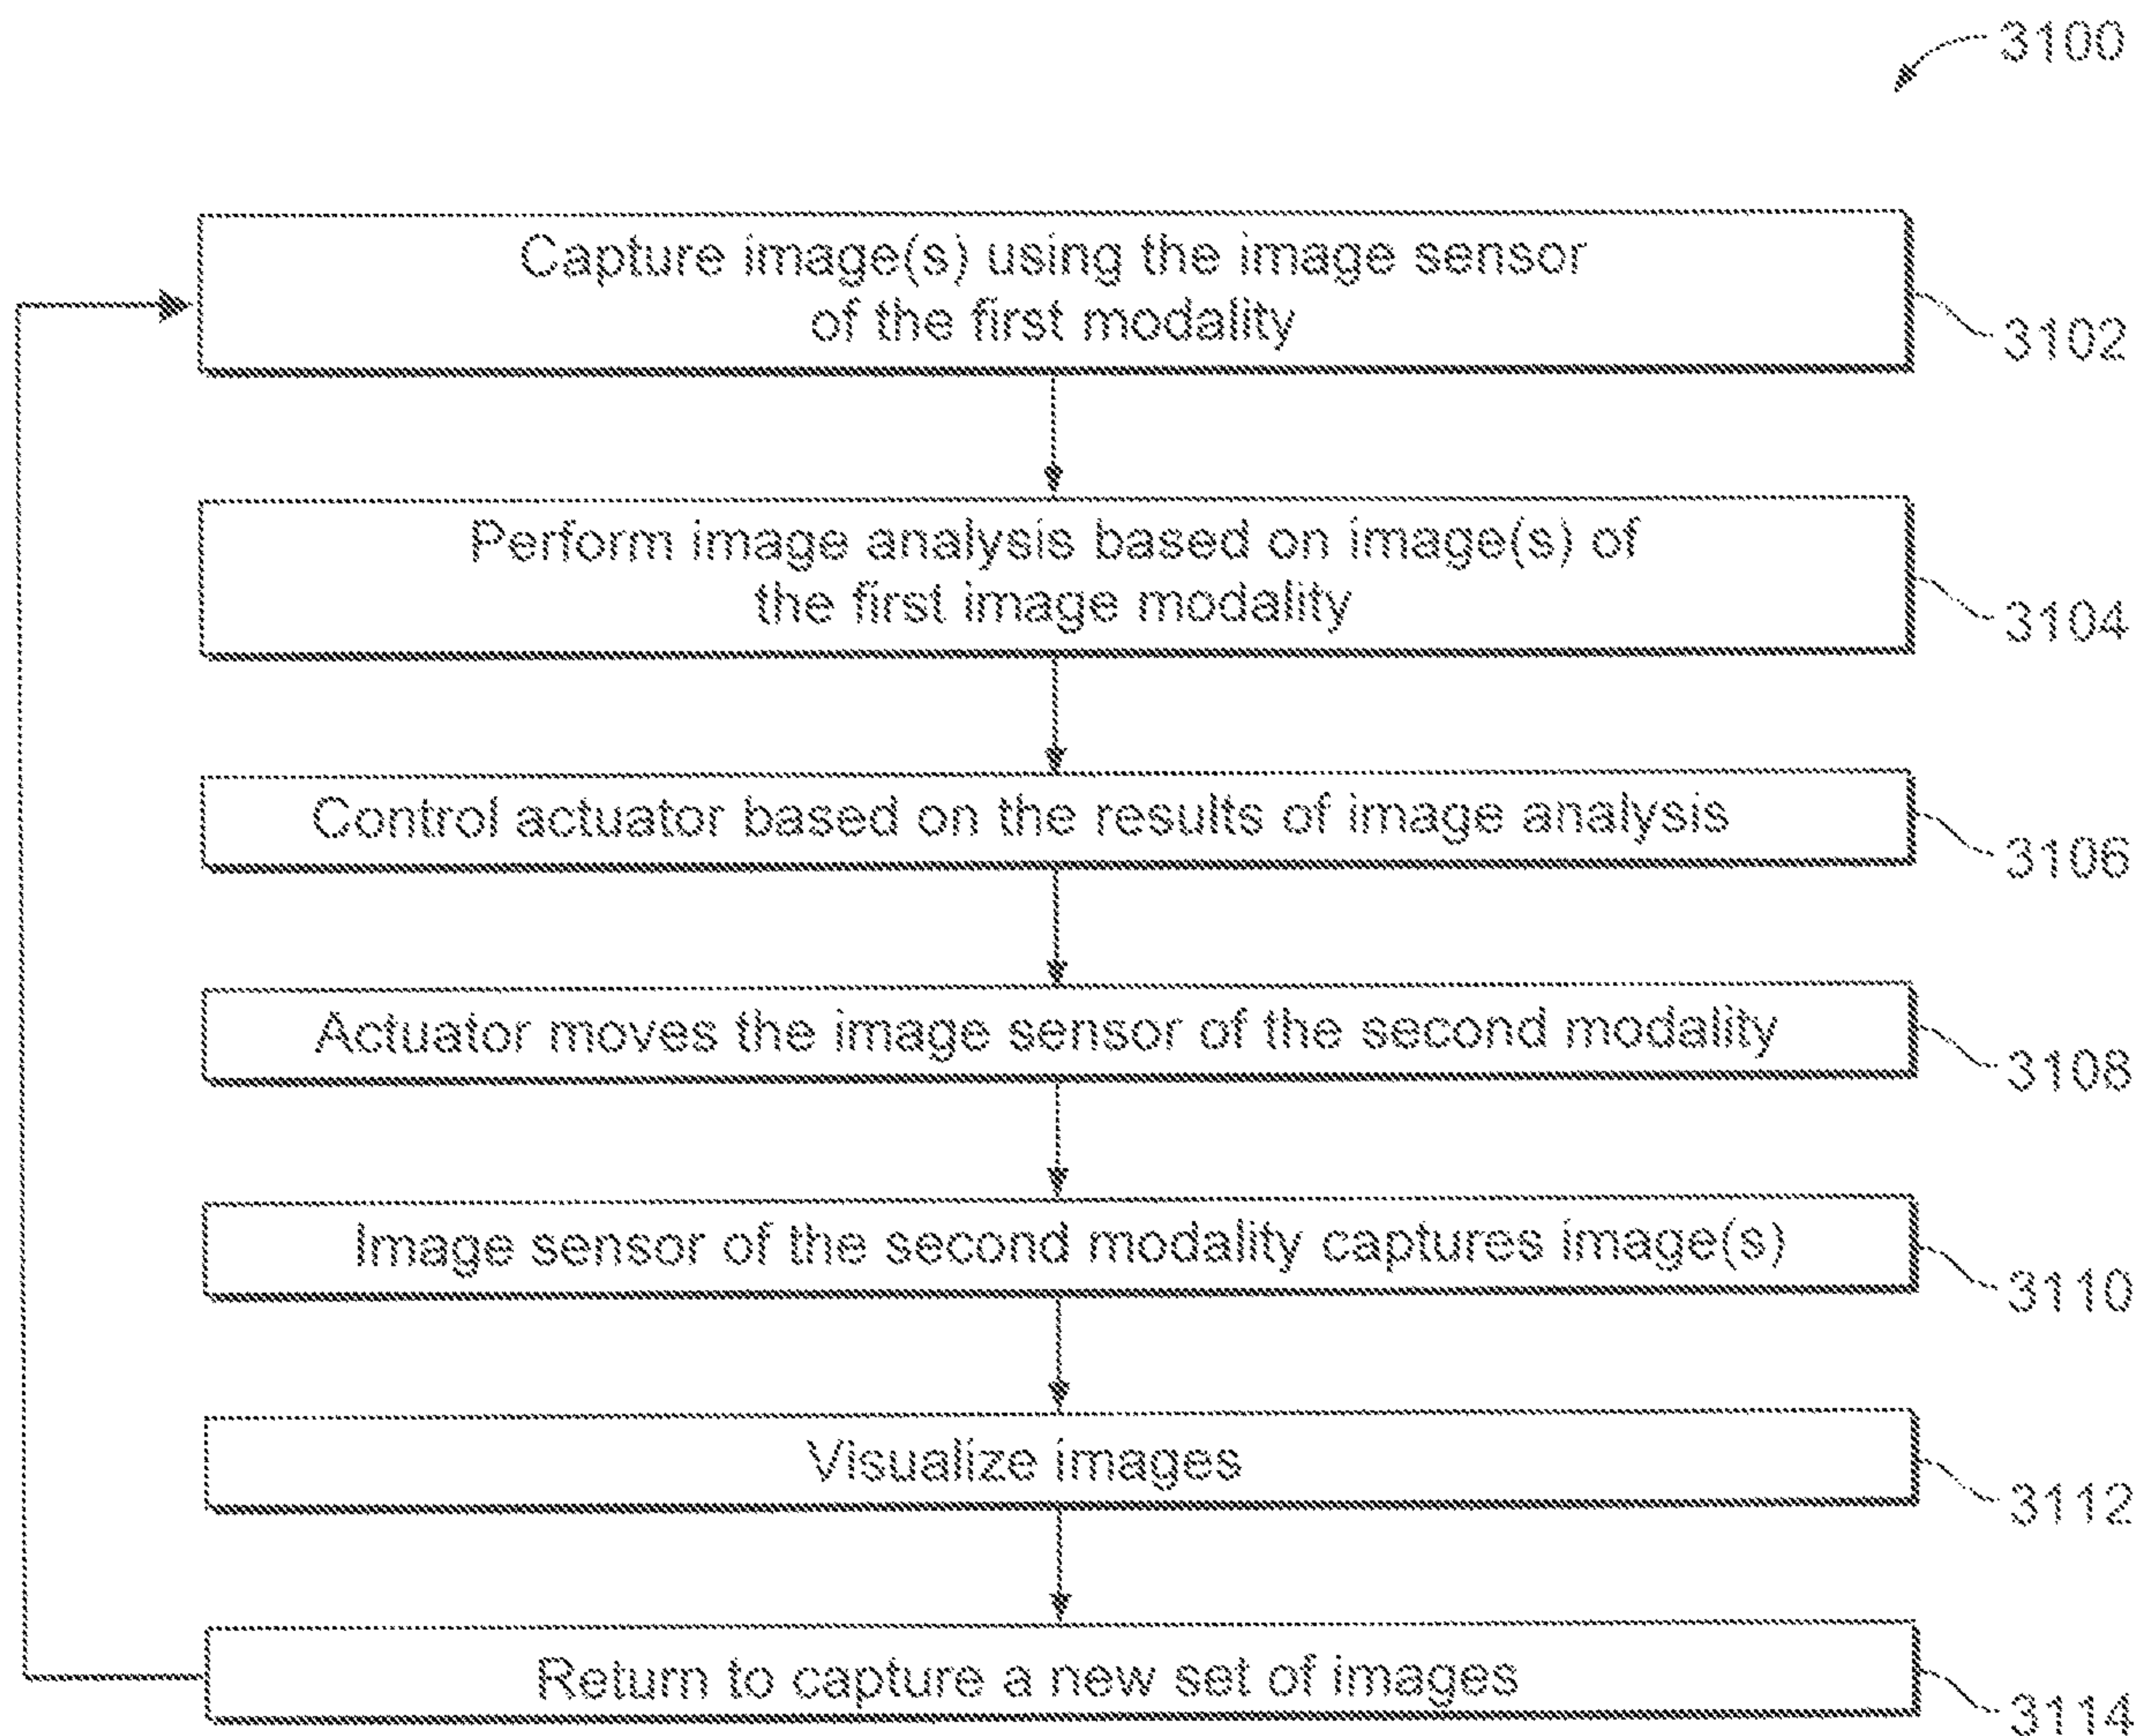 3100
Capture image(s) using the image sensor
of the first modality
3102
Perform image analysis based on image(s) of
the first image modality
3104
Control actuator based on the results of image analysis
3106
Actuator moves the image sensor of the second modality
3108
Image sensor of the second modality captures image(s)
3110
Visualize images
3112
Return to capture a new set of images
3114